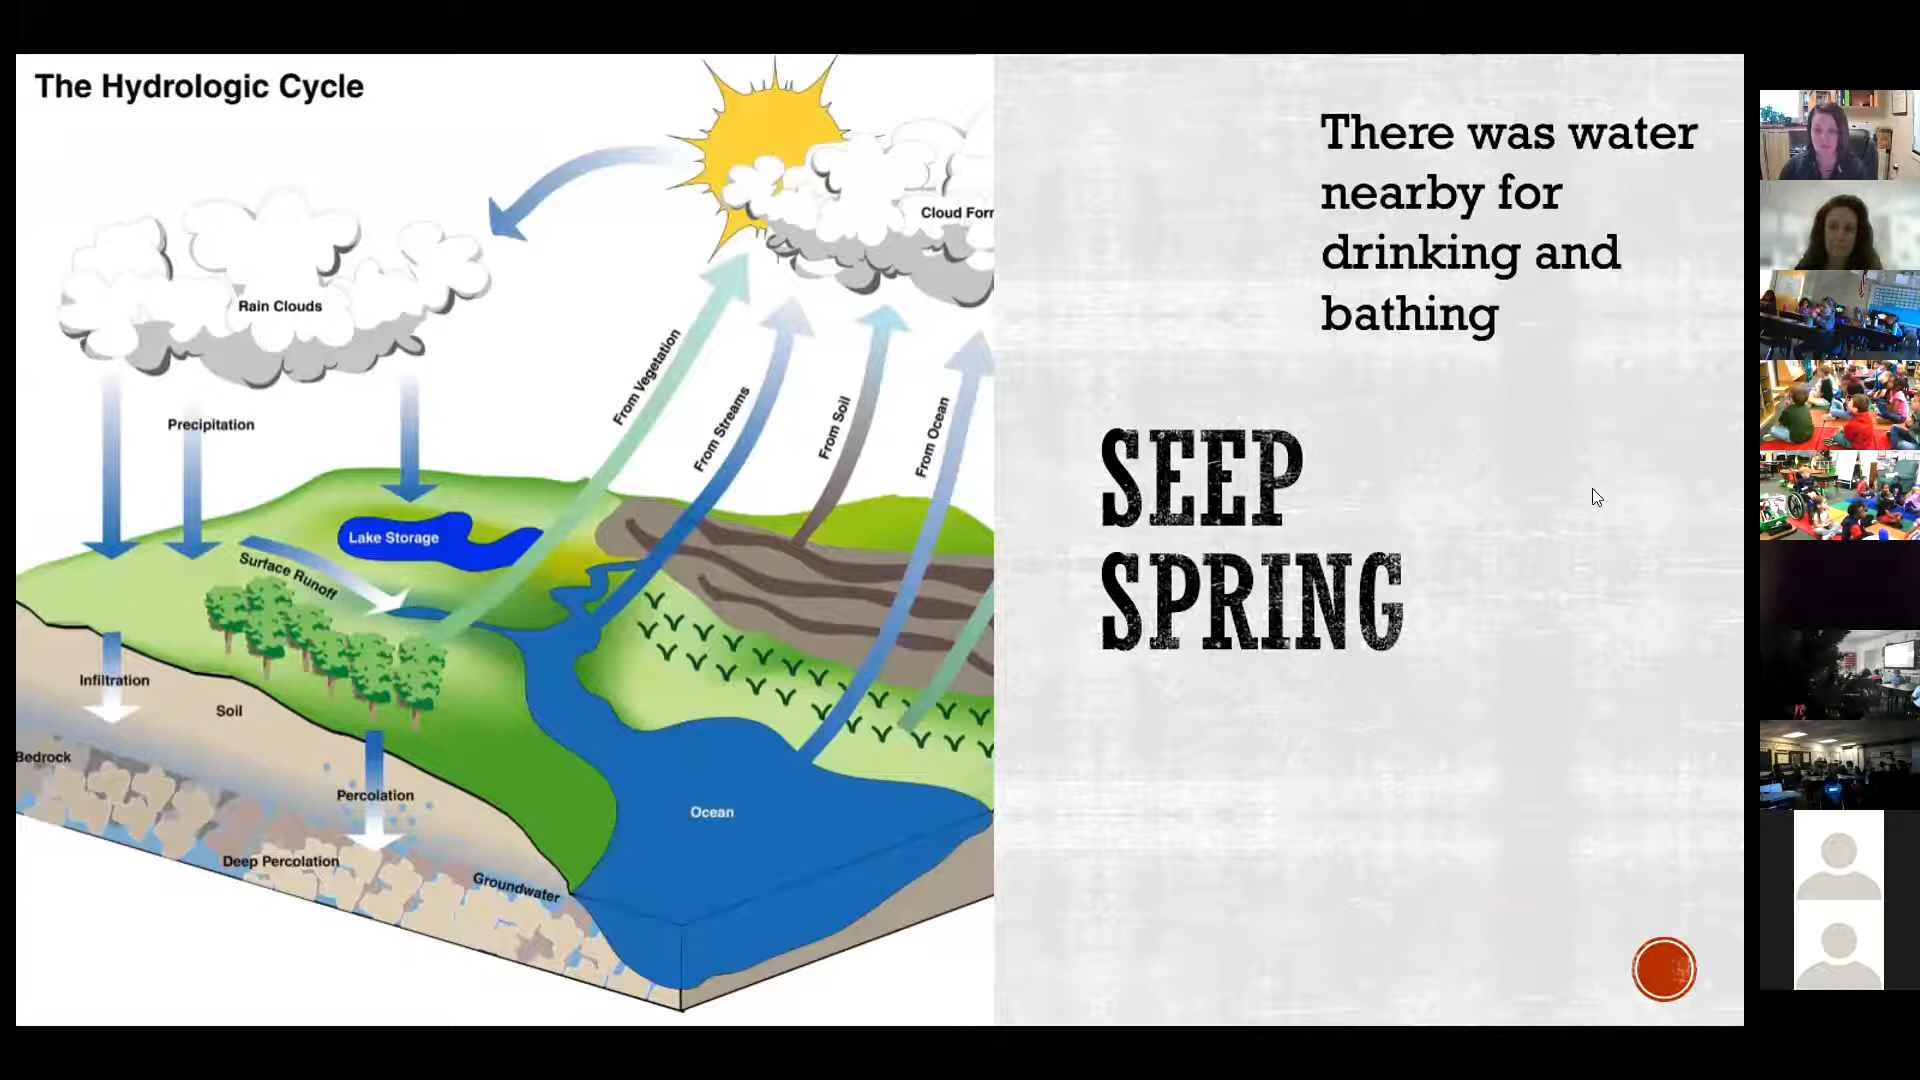 The Hydrologic Cycle
There was water
nearby for
drinking and
bathing
Cloud For
Rain Clouds
From Vegetation
From Streams
From Soil
From Ocean
Precipitation
SEEP
SPRING
Lake Storage
Surface Runoff
Infiltration
Soil
Bedrock
Percolation
Ocean
Deep Percolation
Groundwater